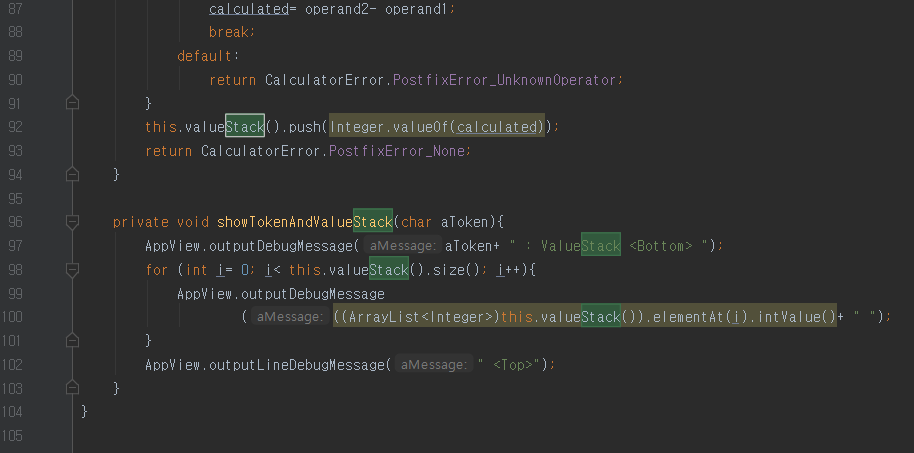 87 calculated= operand2- operand1;
88 break;
89 default:
90 return CalculatorError.PostfixError_UnknownOperator;
91 }
92 this.valueStack().push(Integer.valueOf(calculated));
93 return CalculatorError.PostfixError_None;
94 }
95
96 private void showTokenAndValueStack(char aToken){
97 AppView.outputDebugMessage( aMessage: aToken+ " : ValueStack <Bottom> ");
98 for (int i= 0; i< this.valueStack().size(); i++){
99 AppView.outputDebugMessage
100 ( aMessage: ((ArrayList<Integer>)this.valueStack()).elementAt(i).intValue()+ " ");
101 }
102 AppView.outputLineDebugMessage( aMessage: " <Top>");
103 }
104 }
105